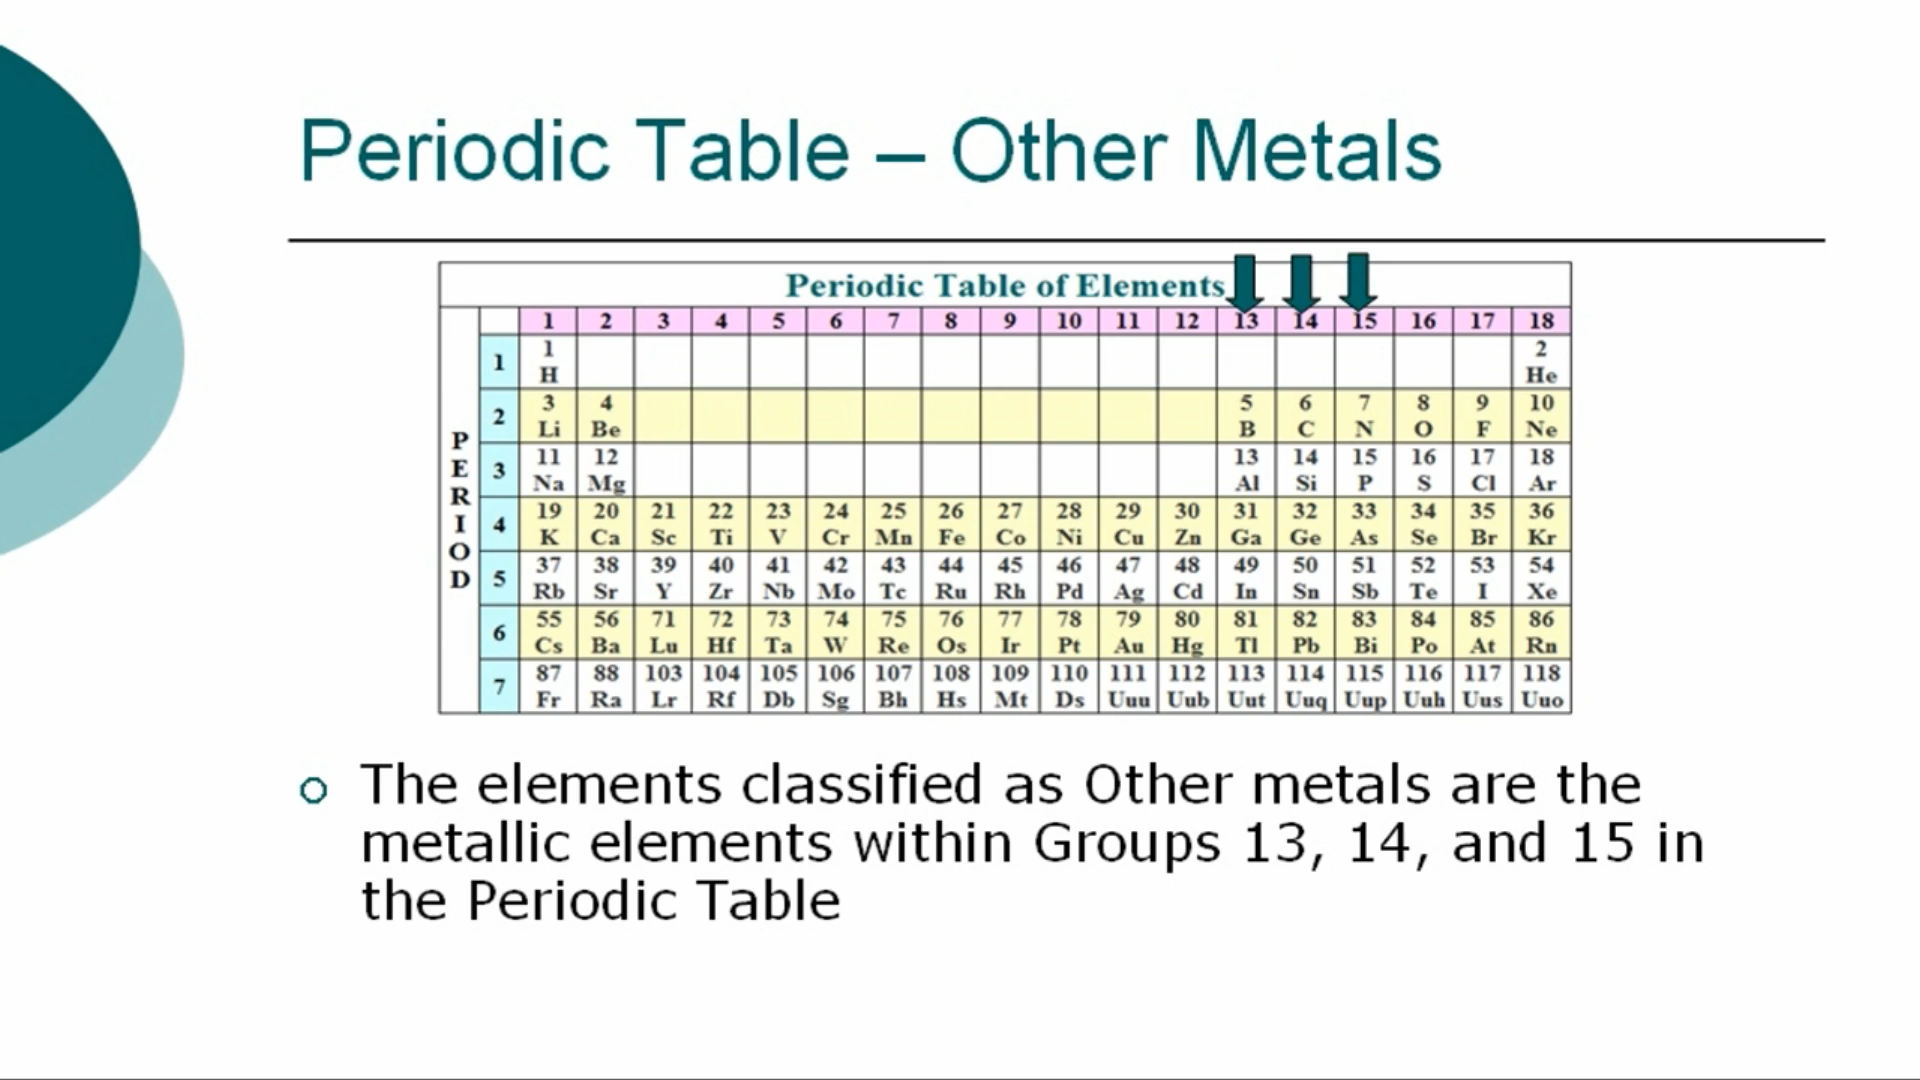 Periodic Table – Other Metals
Periodic Table of Elements
1 2 3 4 5 6 7 8 9 10 11 12 13 14 15 16 17 18
PERIOD
1
1 2
H He
2
3 4 5 6 7 8 9 10
Li Be B C N O F Ne
3
11 12 13 14 15 16 17 18
Na Mg Al Si P S Cl Ar
4
19 20 21 22 23 24 25 26 27 28 29 30 31 32 33 34 35 36
K Ca Sc Ti V Cr Mn Fe Co Ni Cu Zn Ga Ge As Se Br Kr
5
37 38 39 40 41 42 43 44 45 46 47 48 49 50 51 52 53 54
Rb Sr Y Zr Nb Mo Tc Ru Rh Pd Ag Cd In Sn Sb Te I Xe
6
55 56 71 72 73 74 75 76 77 78 79 80 81 82 83 84 85 86
Cs Ba Lu Hf Ta W Re Os Ir Pt Au Hg Tl Pb Bi Po At Rn
7
87 88 103 104 105 106 107 108 109 110 111 112 113 114 115 116 117 118
Fr Ra Lr Rf Db Sg Bh Hs Mt Ds Uuu Uub Uut Uuq Uup Uuh Uus Uuo
The elements classified as Other metals are the
metallic elements within Groups 13, 14, and 15 in
the Periodic Table